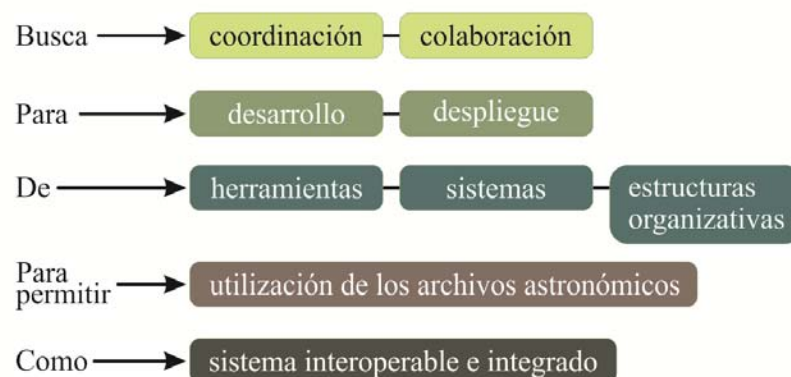 Busca coordinación colaboración
Para desarrollo despliegue
De herramientas sistemas estructuras
organizativas
Para
permitir utilización de los archivos astronómicos
Como sistema interoperable e integrado